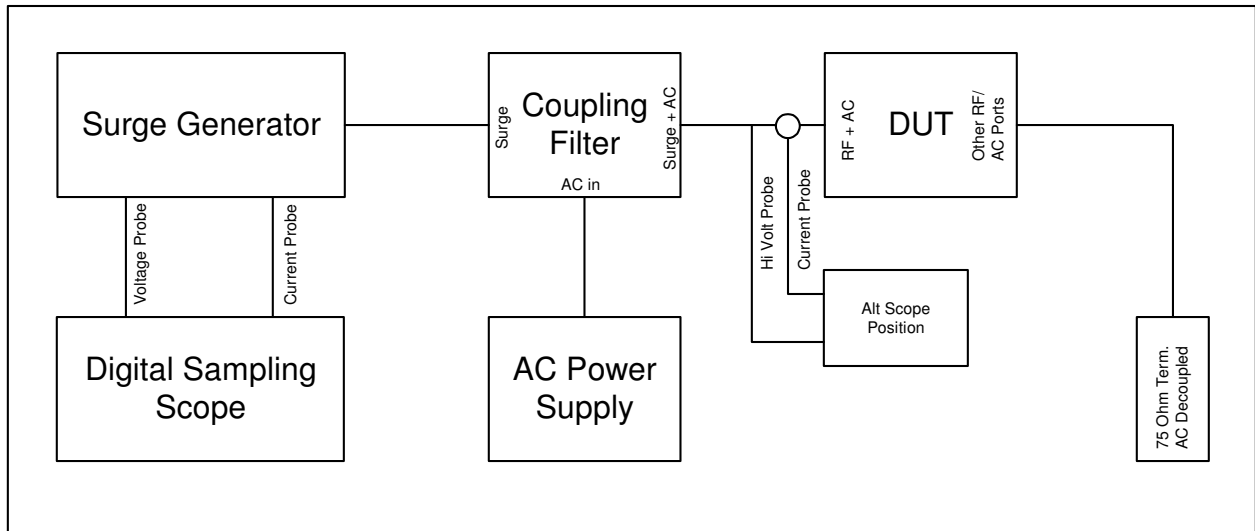 Surge Generator
Voltage Probe
Current Probe
Digital Sampling
Scope
Surge
Coupling
Filter
Surge + AC
AC in
AC Power
Supply
Hi Volt Probe
Current Probe
RF + AC
DUT
Other RF/
AC Ports
Alt Scope
Position
75 Ohm Term.
AC Decoupled